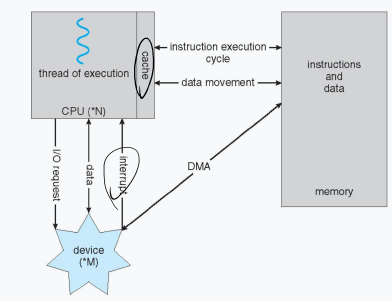 instruction execution
cycle
thread of execution
cache
instructions
and
data
data movement
CPU (*N)
I/O request
data
interrupt
DMA
memory
device
(*M)